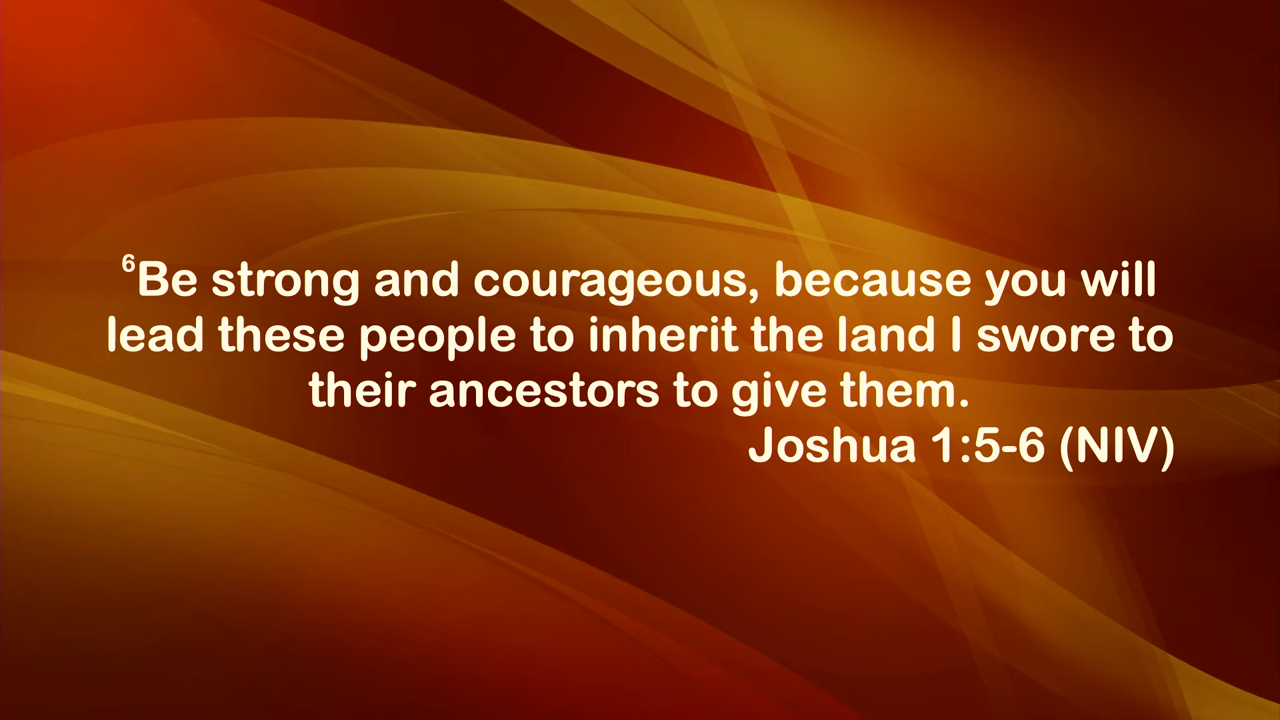 ⁶Be strong and courageous, because you will
lead these people to inherit the land I swore to
their ancestors to give them.
Joshua 1:5-6 (NIV)